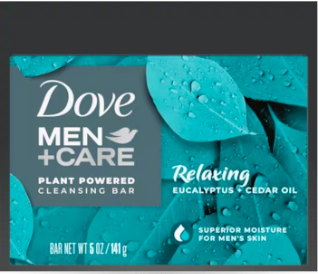 Dove
MEN
+CARE
PLANT POWERED
CLEANSING BAR
Relaxing
EUCALYPTUS + CEDAR OIL
SUPERIOR MOISTURE
FOR MEN'S SKIN
BAR NET WT 5 OZ / 141 g